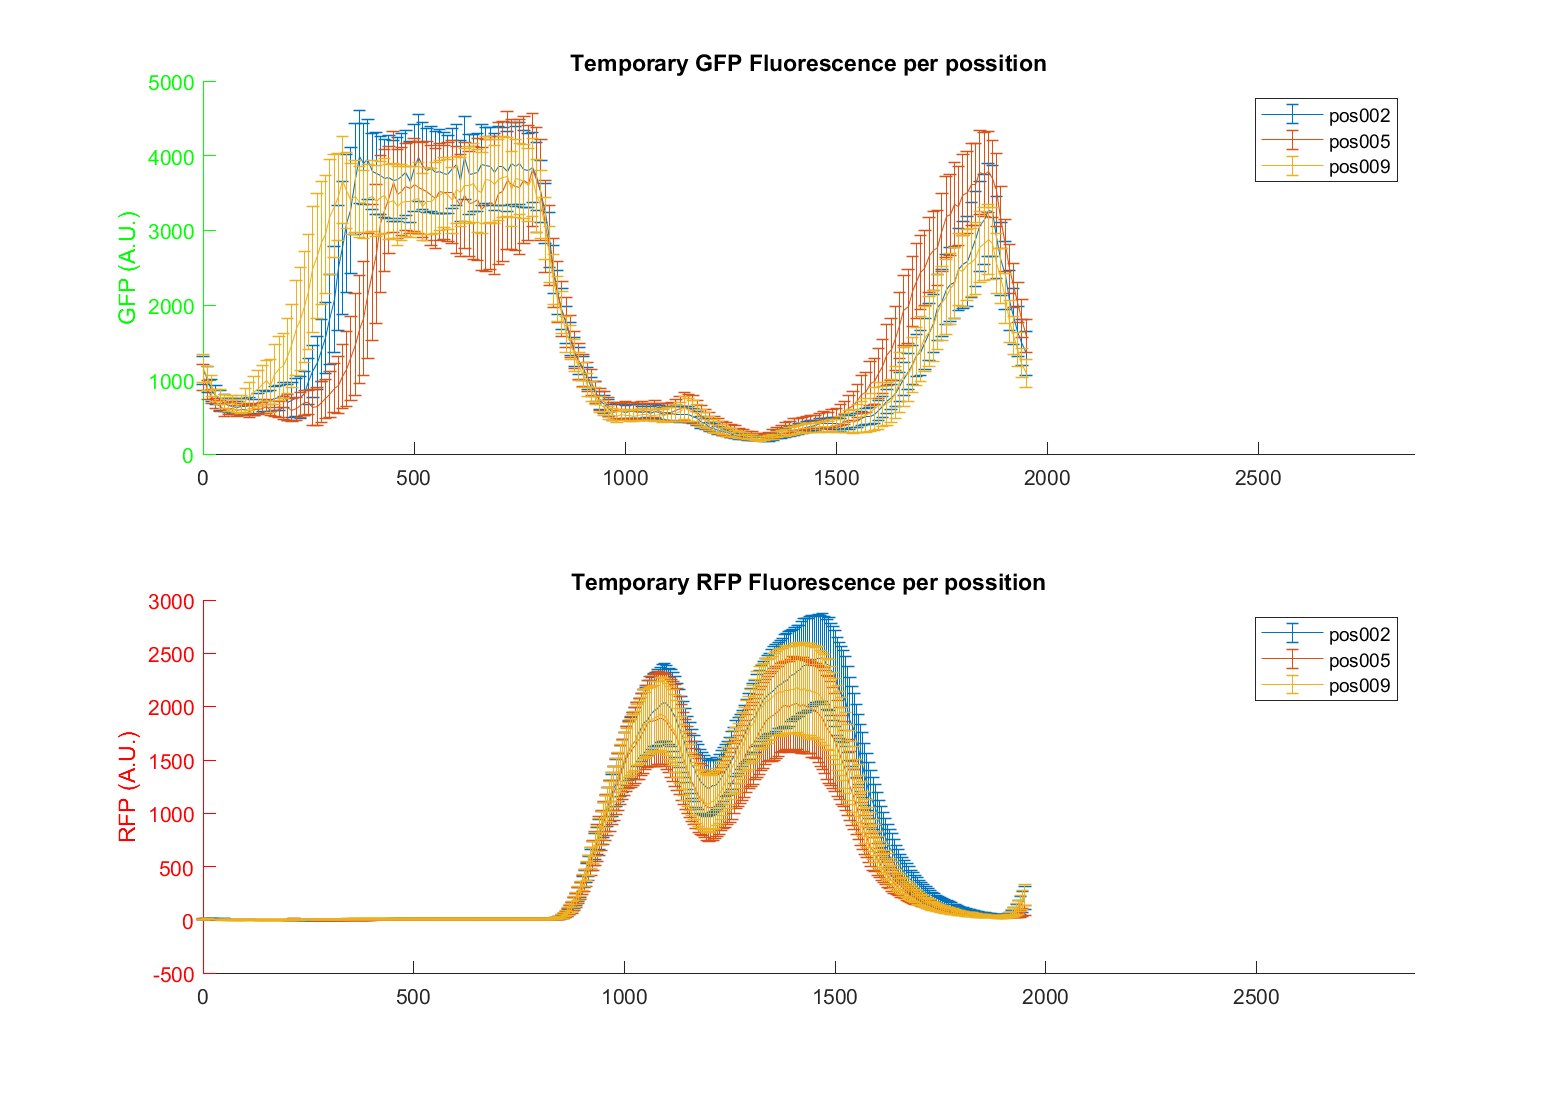 Temporary GFP Fluorescence per possition
5000
4000
3000
2000
1000
0
GFP (A.U.)
0 500 1000 1500 2000 2500
pos002
pos005
pos009
Temporary RFP Fluorescence per possition
3000
2500
2000
1500
1000
500
0
-500
RFP (A.U.)
0 500 1000 1500 2000 2500
pos002
pos005
pos009